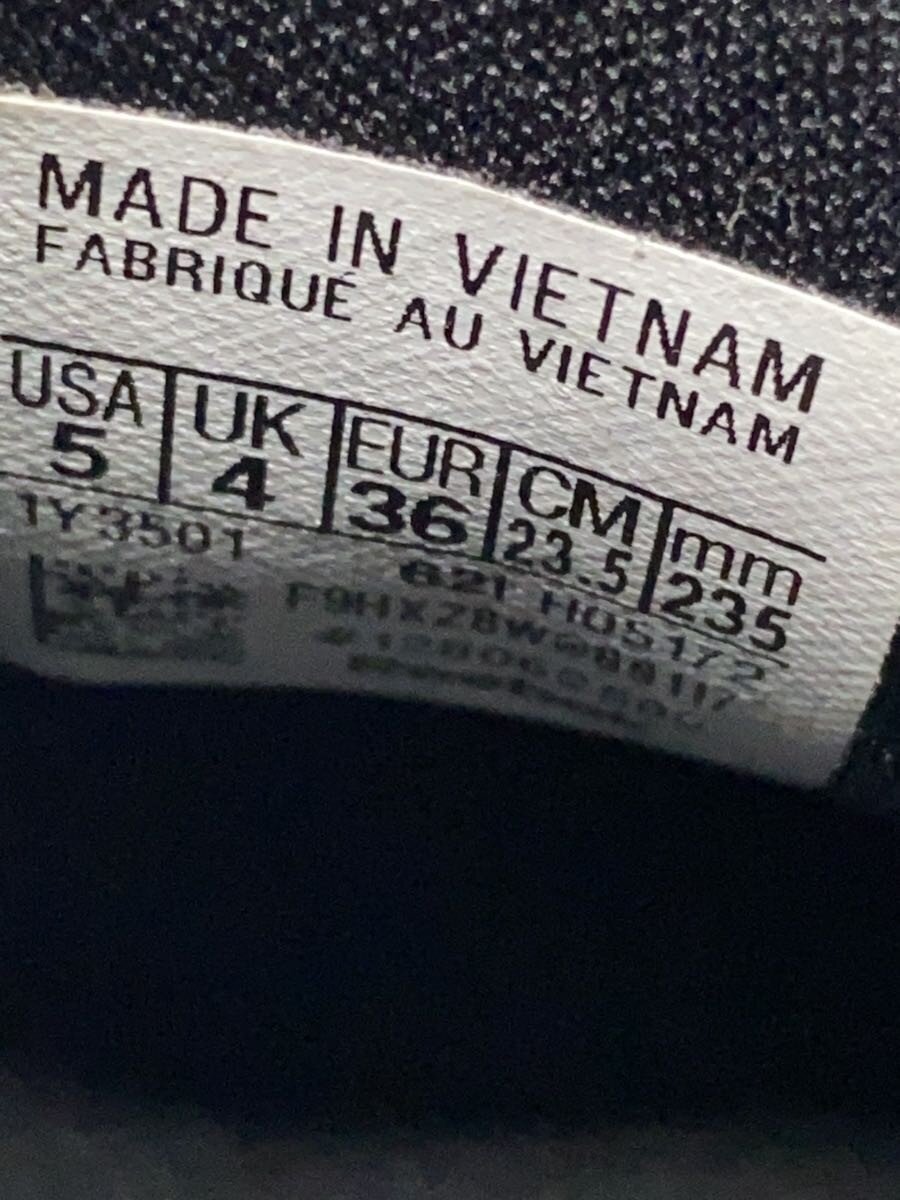 MADE IN VIETNAM
FABRIQUÉ AU VIETNAM
USA UK EUR CM mm
5 4 36 23.5 235
1Y3501